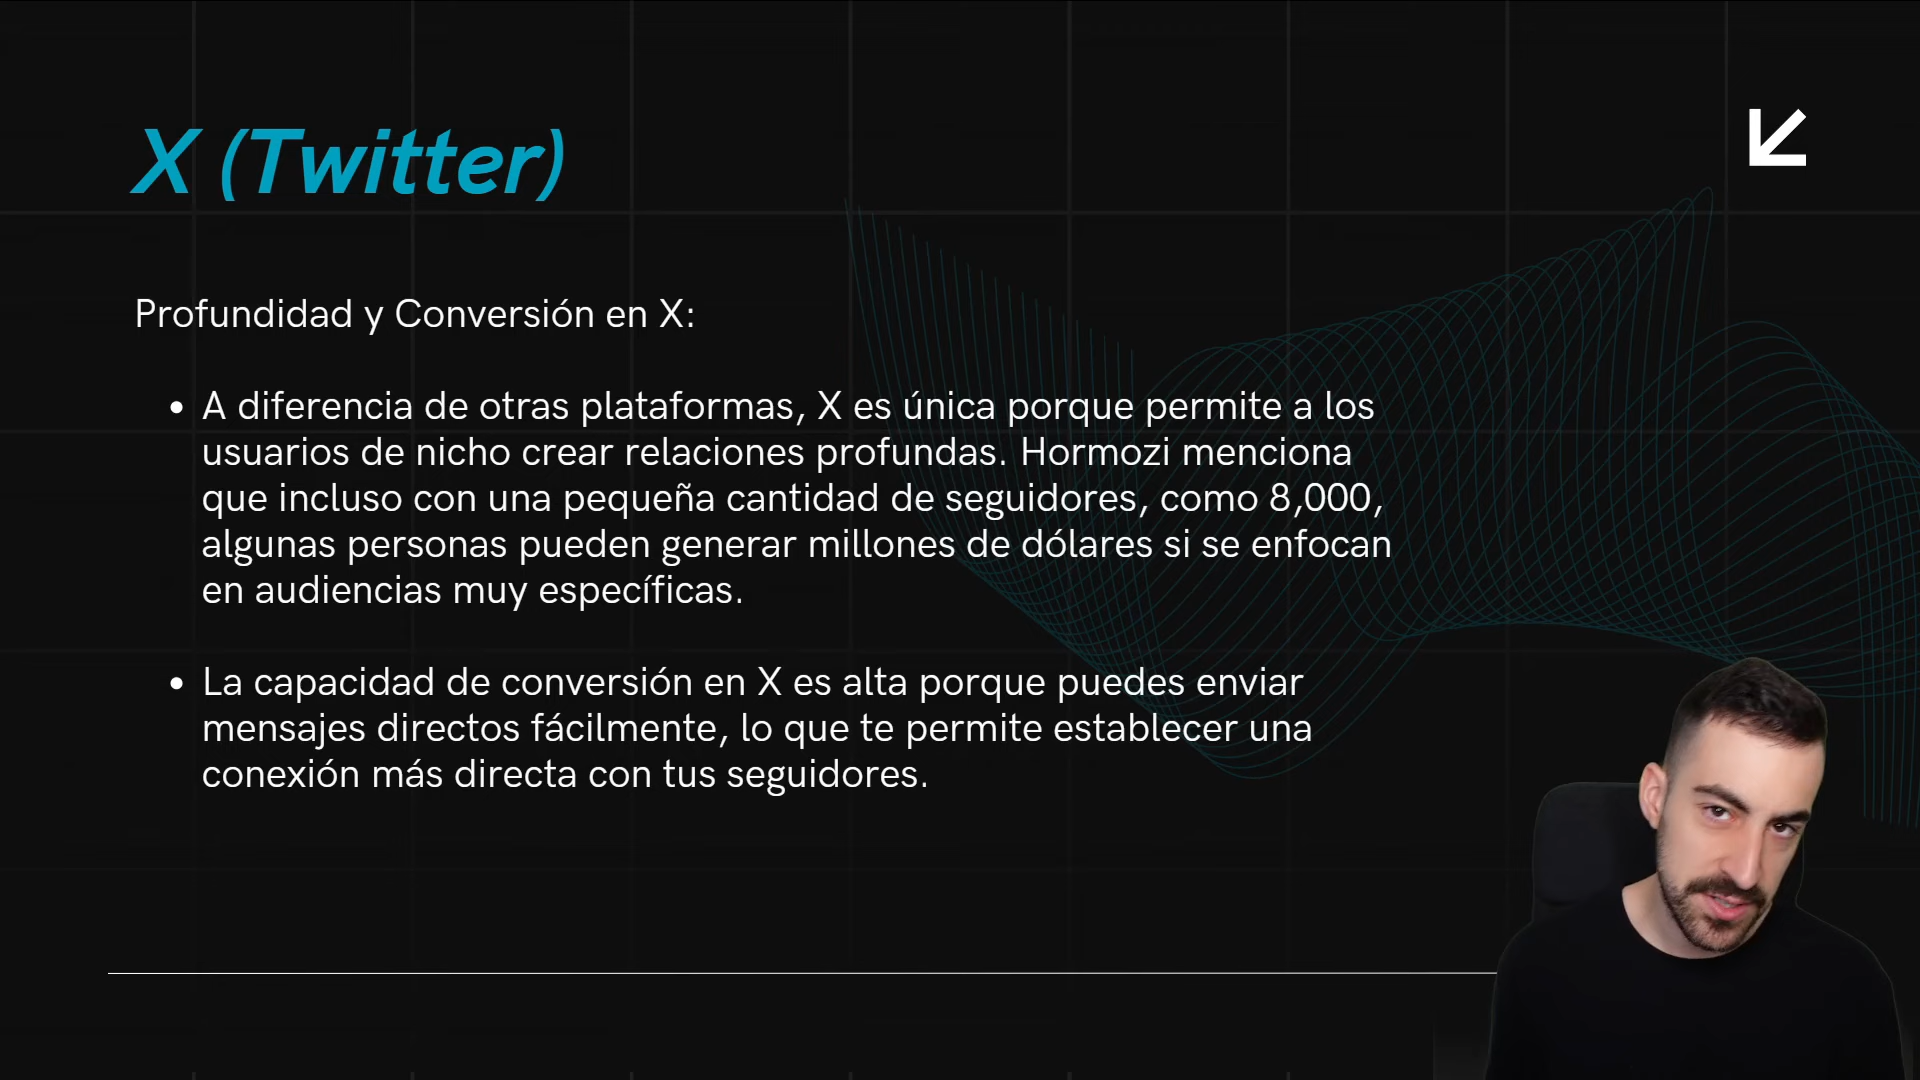 X (Twitter)
Profundidad y Conversión en X:
• A diferencia de otras plataformas, X es única porque permite a los
usuarios de nicho crear relaciones profundas. Hormozi menciona
que incluso con una pequeña cantidad de seguidores, como 8,000,
algunas personas pueden generar millones de dólares si se enfocan
en audiencias muy específicas.
• La capacidad de conversión en X es alta porque puedes enviar
mensajes directos fácilmente, lo que te permite establecer una
conexión más directa con tus seguidores.